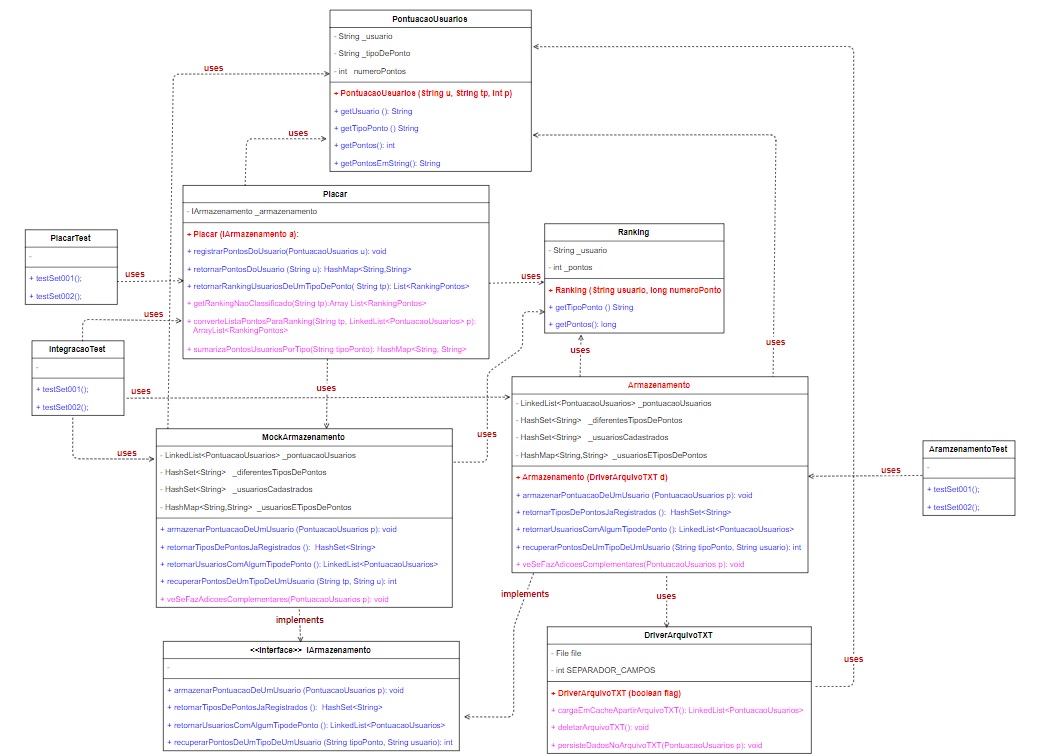 PontuacaoUsuarios
- String _usuario
- String _tipoDePonto
- int numeroPontos
+ PontuacaoUsuarios (String u, String tp, int p)
+ getUsuario (): String
+ getTipoPonto () String
+ getPontos(): int
+ getPontosEmString(): String
uses
uses
Placar
- IArmazenamento _armazenamento
+ Placar (IArmazenamento a):
+ registrarPontosDoUsuario(PontuacaoUsuarios u): void
+ retornarPontosDoUsuario (String u): HashMap<String,String>
+ retornarRankingUsuariosDeUmTipoDePonto( String tp): List<RankingPontos>
+ getRankingNaoClassificado(String tp):Array List<RankingPontos>
+ converteListaPontosParaRanking(String tp, LinkedList<PontuacaoUsuarios> p):
ArrayList<RankingPontos>
+ sumarizaPontosUsuariosPorTipo(String tipoPonto): HashMap<String, String>
PlacarTest
-
+ testSet001();
+ testSet002();
uses
uses
IntegracaoTest
-
+ testSet001();
+ testSet002();
uses
uses
uses
uses
Ranking
- String _usuario
- int _pontos
+ Ranking (String usuario, long numeroPonto
+ getTipoPonto () String
+ getPontos(): long
uses
uses
uses
Armazenamento
- LinkedList<PontuacaoUsuarios> _pontuacaoUsuarios
- HashSet<String> _diferentesTiposDePontos
- HashSet<String> _usuariosCadastrados
- HashMap<String,String> _usuariosETiposDePontos
+ Armazenamento (DriverArquivoTXT d)
+ armazenarPontuacaoDeUmUsuario (PontuacaoUsuarios p): void
+ retornarTiposDePontosJaRegistrados (): HashSet<String>
+ retornarUsuariosComAlgumTipodePonto (): LinkedList<PontuacaoUsuarios>
+ recuperarPontosDeUmTipoDeUmUsuario (String tipoPonto, String usuario): int
+ veSeFazAdicoesComplementares(PontuacaoUsuarios p): void
MockArmazenamento
- LinkedList<PontuacaoUsuarios> _pontuacaoUsuarios
- HashSet<String> _diferentesTiposDePontos
- HashSet<String> _usuariosCadastrados
- HashMap<String,String> _usuariosETiposDePontos
+ armazenarPontuacaoDeUmUsuario (PontuacaoUsuarios p): void
+ retornarTiposDePontosJaRegistrados (): HashSet<String>
+ retornarUsuariosComAlgumTipodePonto (): LinkedList<PontuacaoUsuarios>
+ recuperarPontosDeUmTipoDeUmUsuario (String tp, String u): int
+ veSeFazAdicoesComplementares(PontuacaoUsuarios p): void
uses
AramzenamentoTest
-
+ testSet001();
+ testSet002();
uses
implements
implements
uses
uses
<<Interface>> IArmazenamento
-
+ armazenarPontuacaoDeUmUsuario (PontuacaoUsuarios p): void
+ retornarTiposDePontosJaRegistrados (): HashSet<String>
+ retornarUsuariosComAlgumTipodePonto (): LinkedList<PontuacaoUsuarios>
+ recuperarPontosDeUmTipoDeUmUsuario (String tipoPonto, String usuario): int
DriverArquivoTXT
- File file
- int SEPARADOR_CAMPOS
+ DriverArquivoTXT (boolean flag)
+ cargaEmCacheApartirArquivoTXT(): LinkedList<PontuacaoUsuarios>
+ deletarArquivoTXT(): void
+ persisteDadosNoArquivoTXT(PontuacaoUsuarios p): void